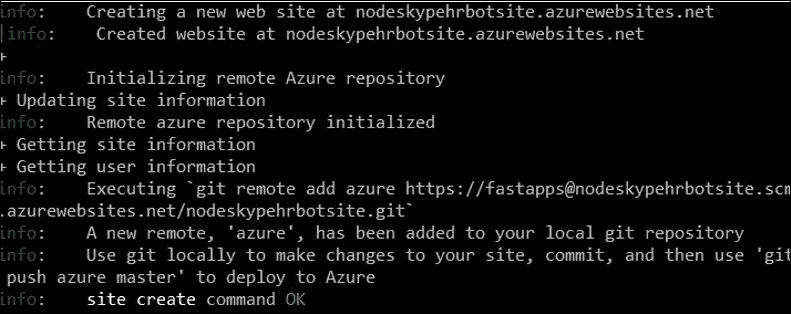 info:    Creating a new web site at nodeskypehrbotsite.azurewebsites.net
|info:    Created website at nodeskypehrbotsite.azurewebsites.net
+
info:    Initializing remote Azure repository
+ Updating site information
info:    Remote azure repository initialized
+ Getting site information
+ Getting user information
info:    Executing `git remote add azure https://fastapps@nodeskypehrbotsite.scm
.azurewebsites.net/nodeskypehrbotsite.git`
info:    A new remote, 'azure', has been added to your local git repository
info:    Use git locally to make changes to your site, commit, and then use 'git
push azure master' to deploy to Azure
info:    site create command OK